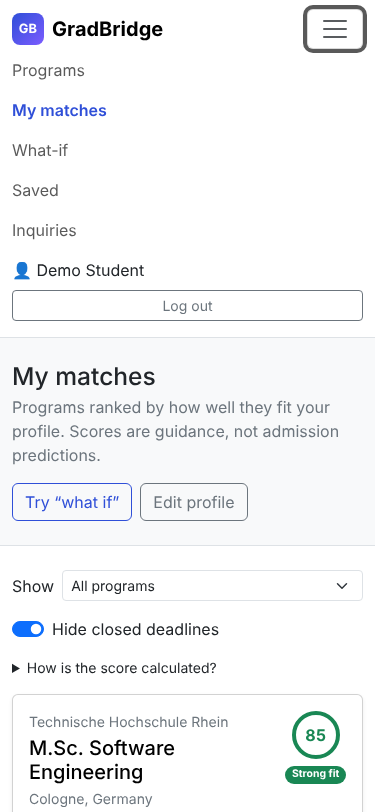 GB GradBridge
Programs
My matches
What-if
Saved
Inquiries
👤 Demo Student
Log out
My matches
Programs ranked by how well they fit your
profile. Scores are guidance, not admission
predictions.
Try “what if” Edit profile
Show All programs
Hide closed deadlines
How is the score calculated?
Technische Hochschule Rhein
M.Sc. Software
Engineering
Cologne, Germany
85
Strong fit